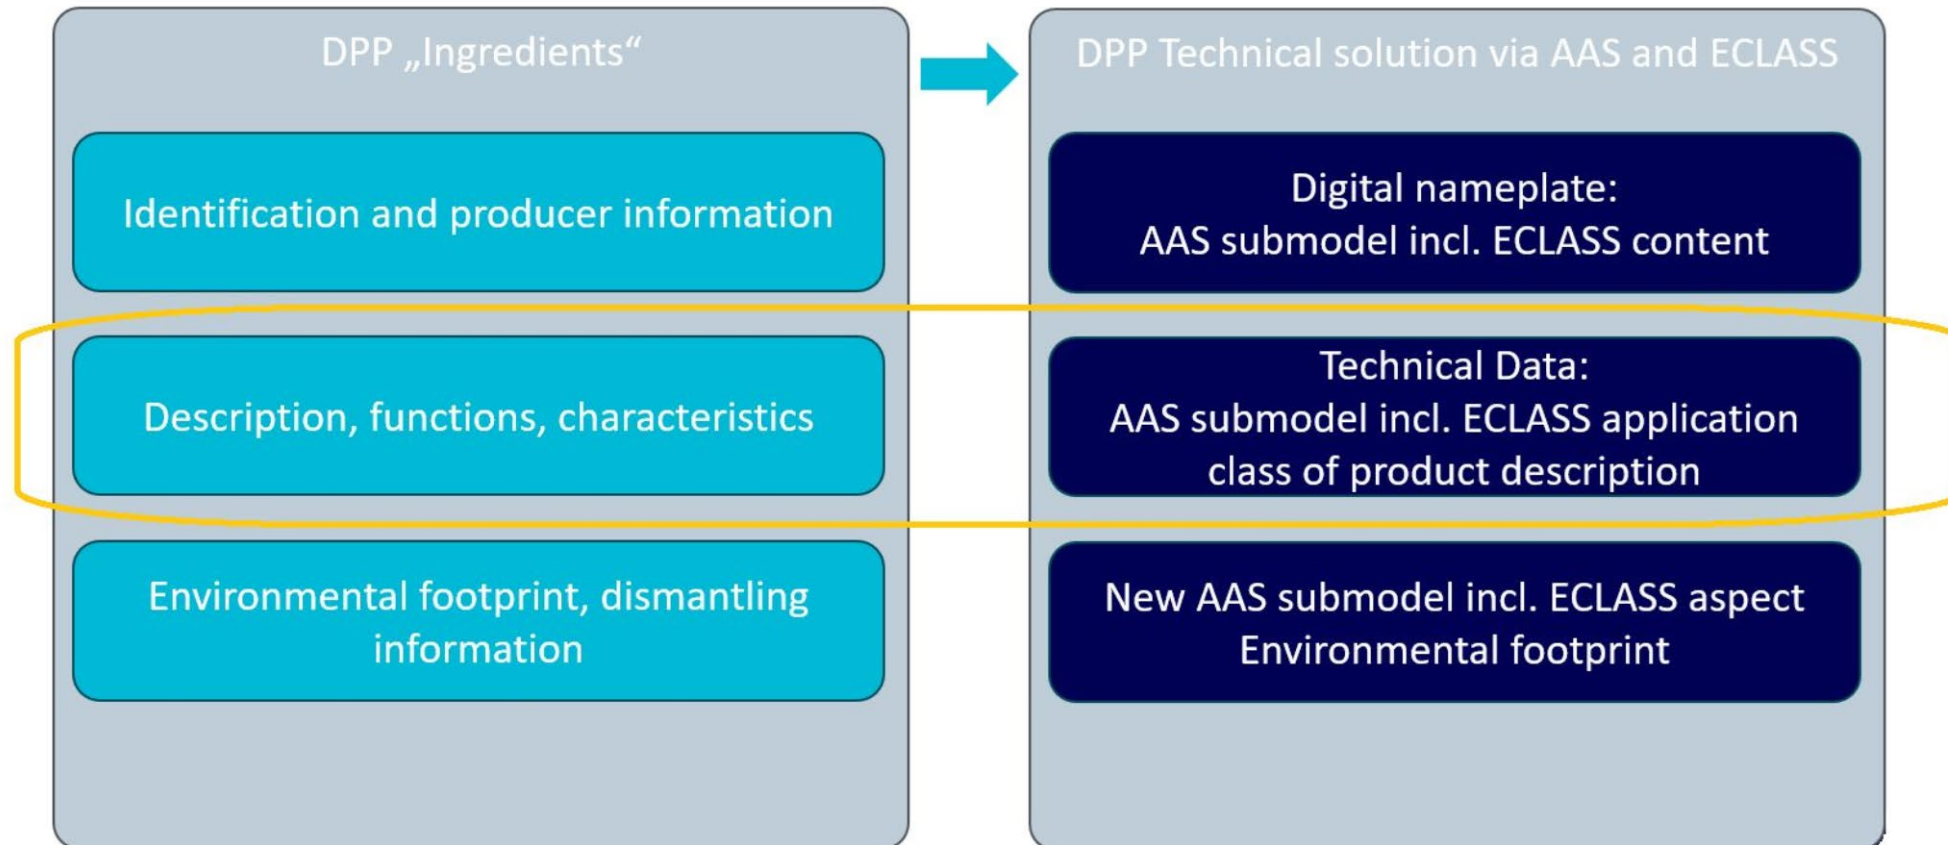 DPP „Ingredients“
Identification and producer information
Description, functions, characteristics
Environmental footprint, dismantling
information
DPP Technical solution via AAS and ECLASS
Digital nameplate:
AAS submodel incl. ECLASS content
Technical Data:
AAS submodel incl. ECLASS application
class of product description
New AAS submodel incl. ECLASS aspect
Environmental footprint